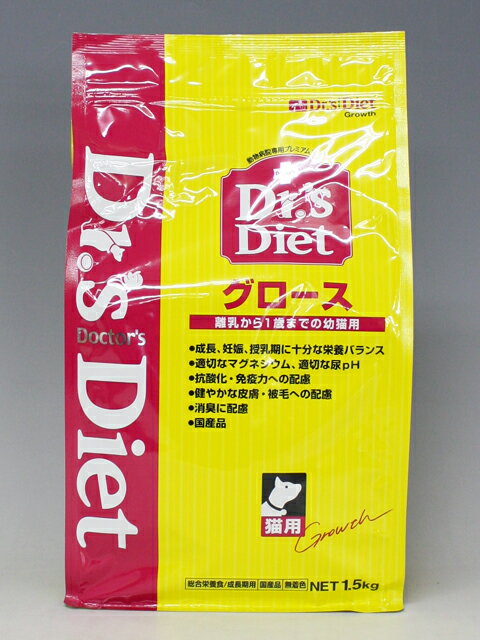 Dr.s Diet
Doctor's
Dr.s Diet
Growth
動物病院専用プレミアム
Dr.'s
Diet
グロース
離乳から1歳までの幼猫用
●成長、妊娠、授乳期に十分な栄養バランス
●適切なマグネシウム、適切な尿pH
●抗酸化・免疫力への配慮
●健やかな皮膚・被毛への配慮
●消臭に配慮
●国産品
猫用
Growth
総合栄養食/成長期用 国産品 無着色 NET 1.5kg